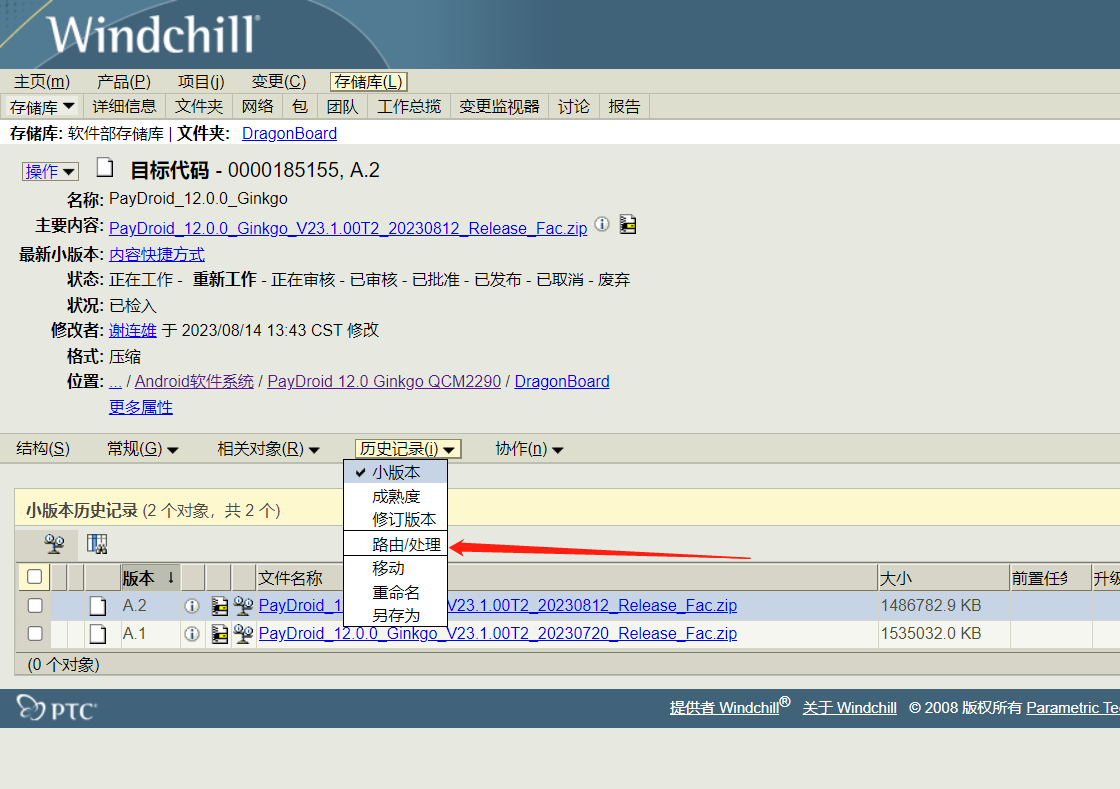 Windchill®
主页(m) 产品(P) 项目(j) 变更(C) 存储库(L)
存储库 详细信息 文件夹 网络 包 团队 工作总揽 变更监视器 讨论 报告
存储库: 软件部存储库 | 文件夹: DragonBoard
操作 目标代码 - 0000185155, A.2
名称: PayDroid_12.0.0_Ginkgo
主要内容: PayDroid_12.0.0_Ginkgo_V23.1.00T2_20230812_Release_Fac.zip
最新小版本: 内容快捷方式
状态: 正在工作 - 重新工作 - 正在审核 - 已审核 - 已批准 - 已发布 - 已取消 - 废弃
状况: 已检入
修改者: 谢连雄 于 2023/08/14 13:43 CST 修改
格式: 压缩
位置: ... / Android软件系统 / PayDroid 12.0 Ginkgo QCM2290 / DragonBoard
更多属性
结构(S) 常规(G) 相关对象(R) 历史记录(i) 协作(n)
✔ 小版本
成熟度
修订版本
路由/处理
移动
重命名
另存为
小版本历史记录 (2 个对象，共 2 个)
版本 ↓ 文件名称 大小 前置任务 升级
A.2 PayDroid_1 V23.1.00T2_20230812_Release_Fac.zip 1486782.9 KB
A.1 PayDroid_12.0.0_Ginkgo_V23.1.00T2_20230720_Release_Fac.zip 1535032.0 KB
(0 个对象)
PTC 提供者 Windchill® 关于 Windchill © 2008 版权所有 Parametric Te